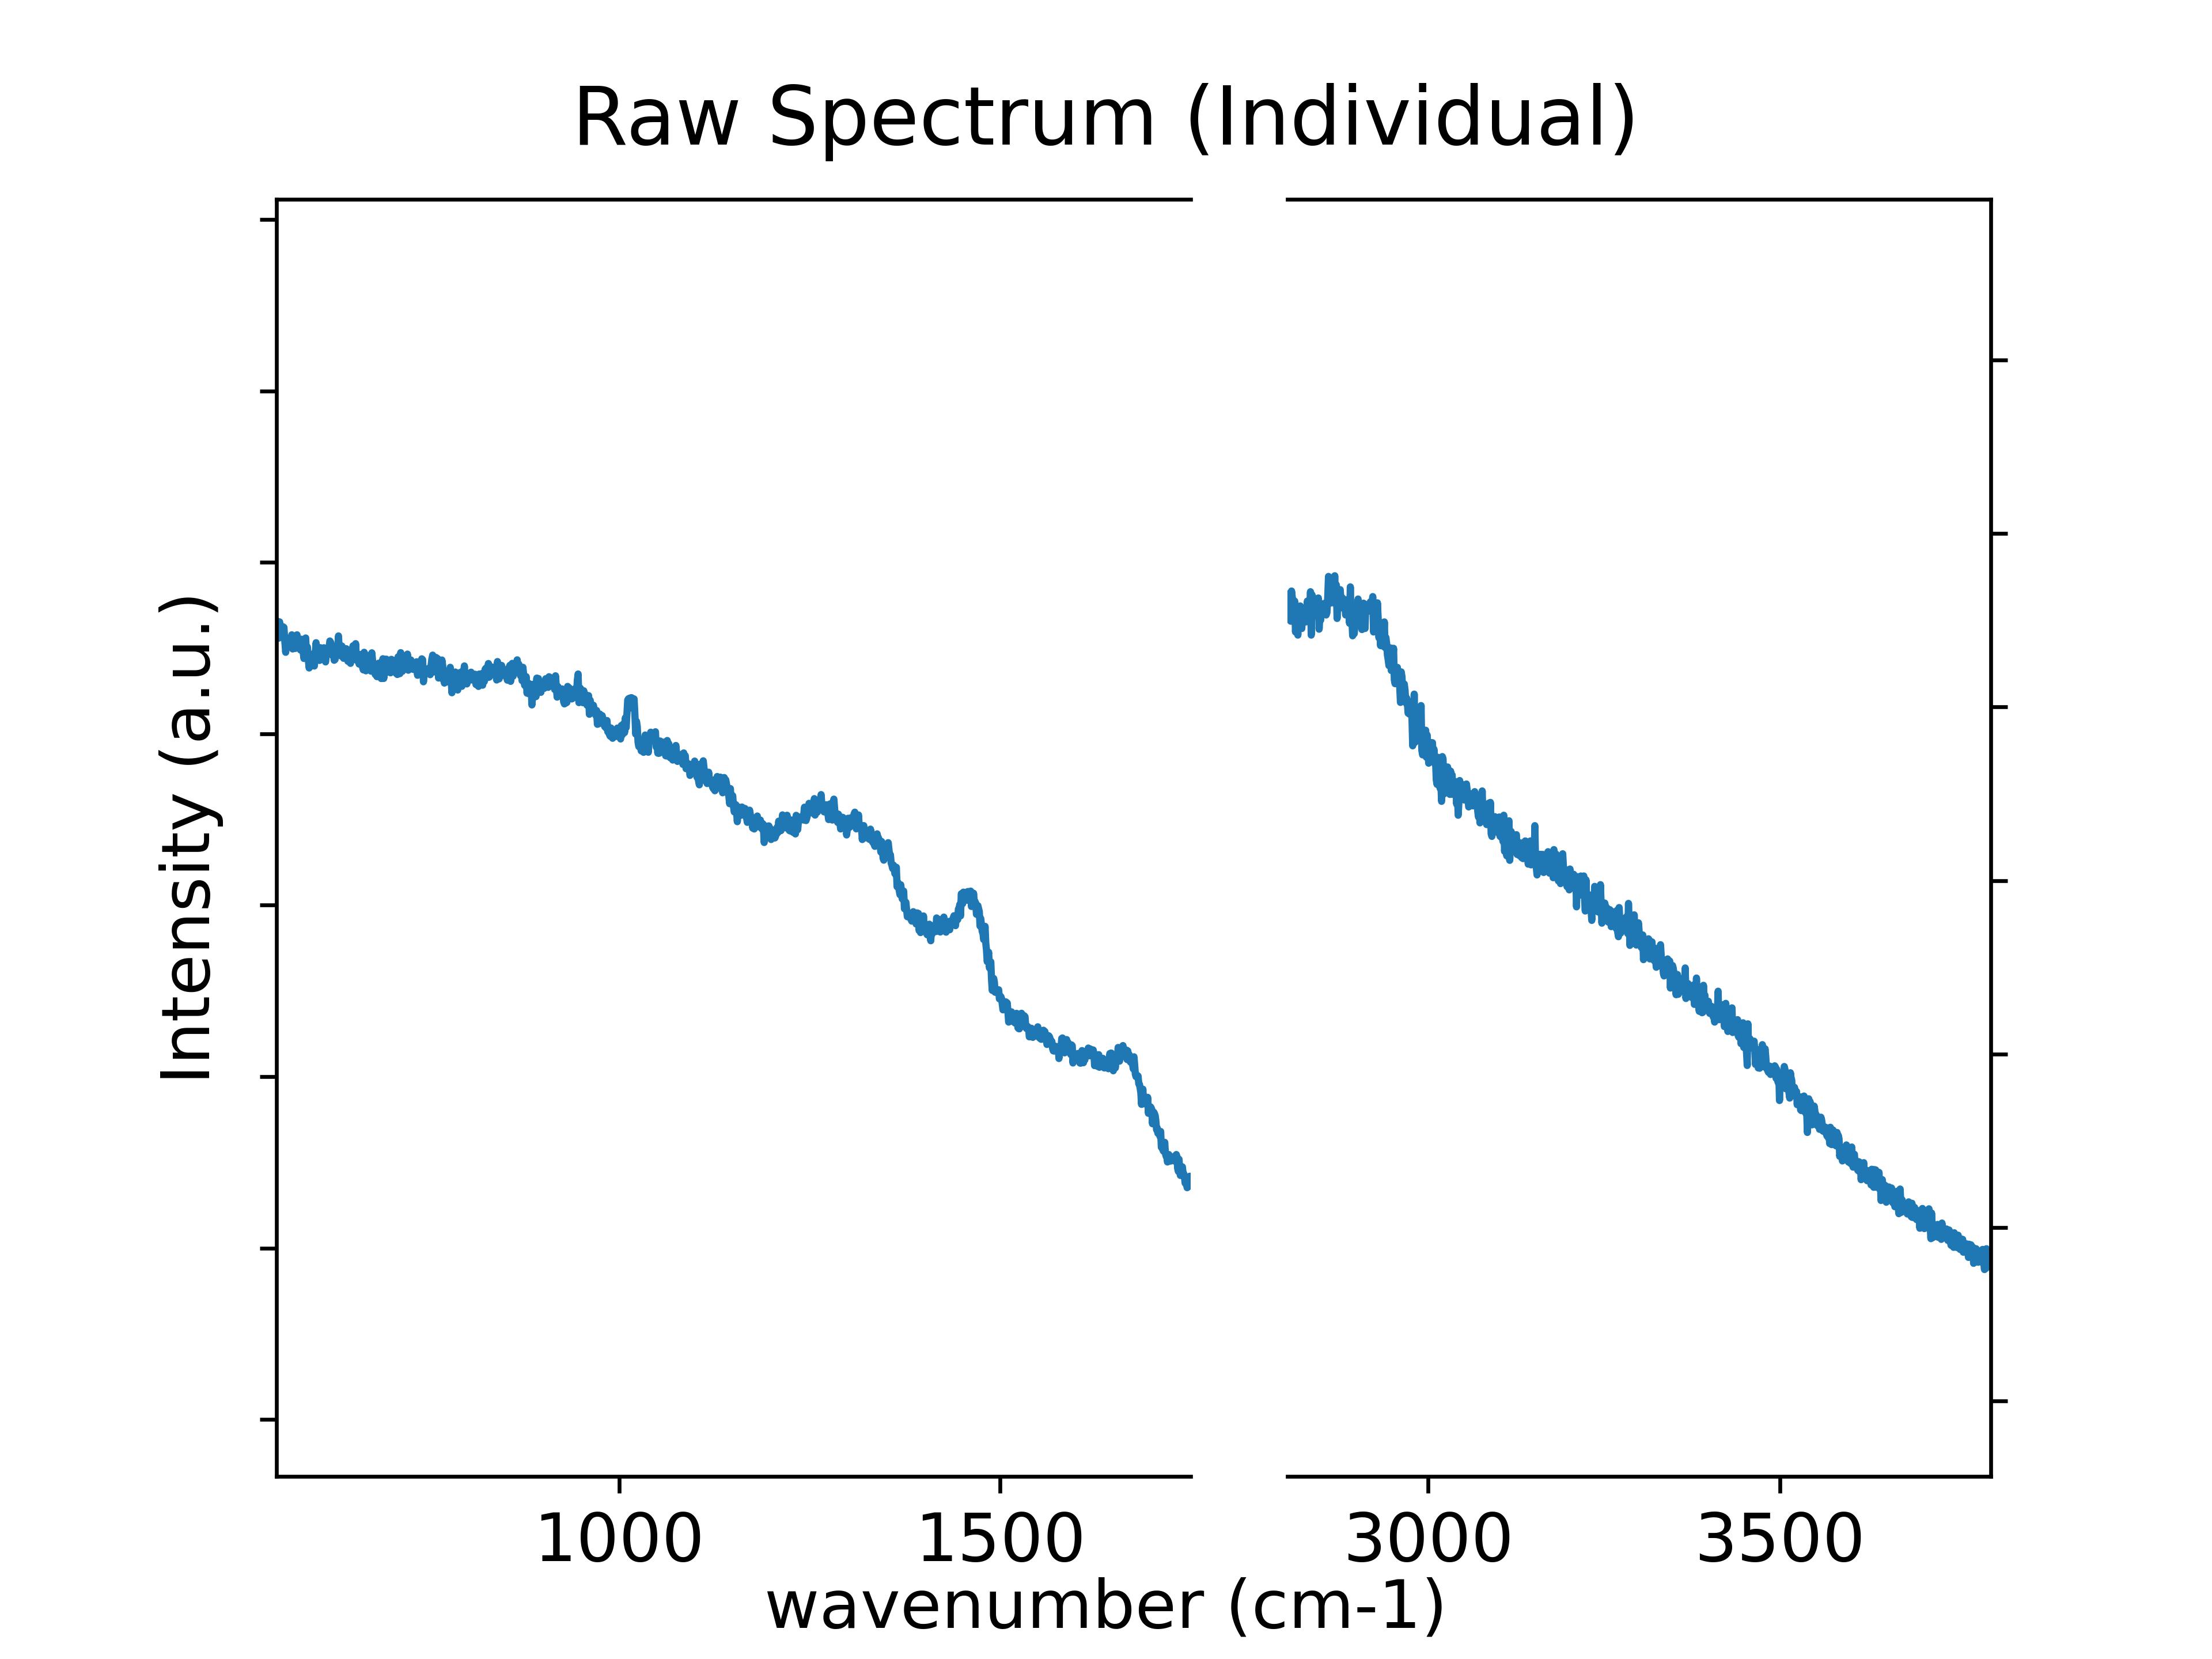 Raw Spectrum (Individual)
Intensity (a.u.)
1000 1500 3000 3500
wavenumber (cm-1)